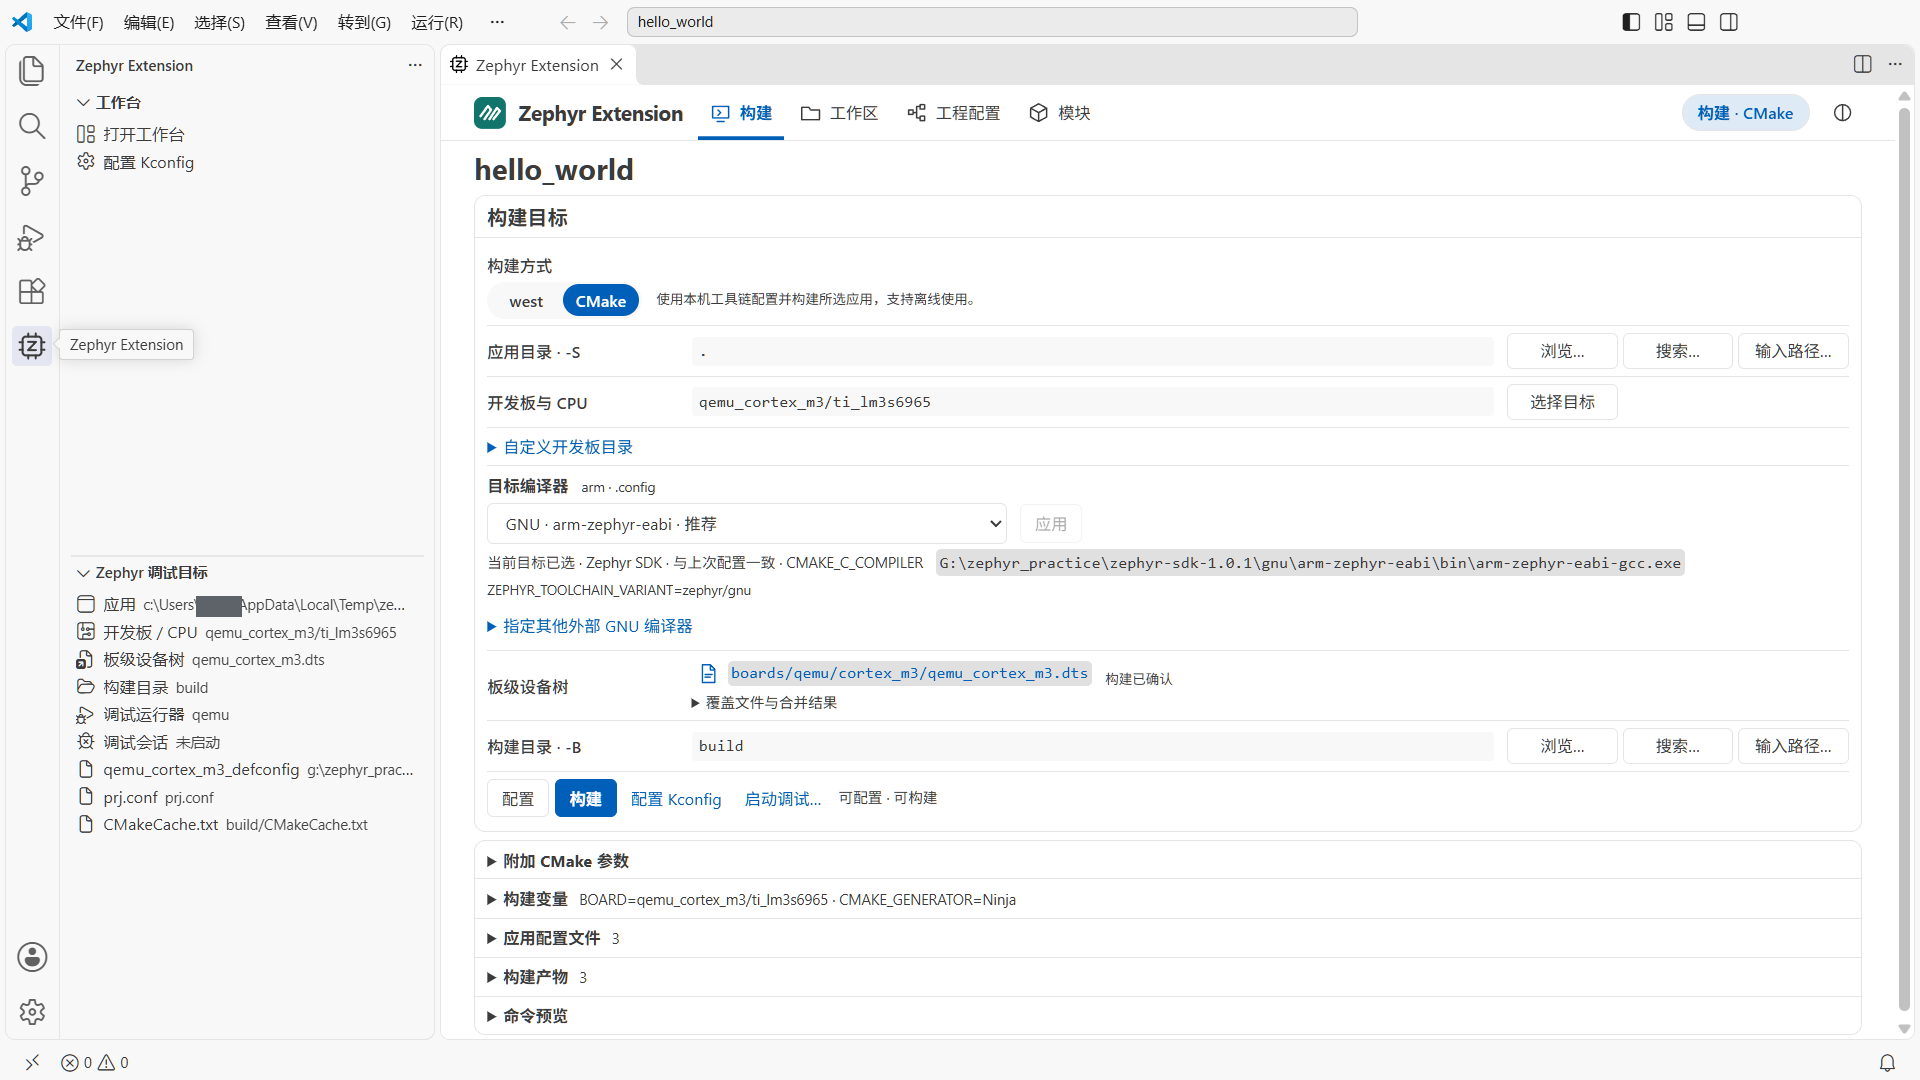 文件(F) 编辑(E) 选择(S) 查看(V) 转到(G) 运行(R) ··· hello_world
Zephyr Extension ···
工作台
打开工作台
配置 Kconfig
Zephyr Extension
Zephyr 调试目标
应用 c:\Users\ AppData\Local\Temp\ze...
开发板 / CPU qemu_cortex_m3/ti_lm3s6965
板级设备树 qemu_cortex_m3.dts
构建目录 build
调试运行器 qemu
调试会话 未启动
qemu_cortex_m3_defconfig g:\zephyr_prac...
prj.conf prj.conf
CMakeCache.txt build/CMakeCache.txt
Zephyr Extension ···
Zephyr Extension 构建 工作区 工程配置 模块 构建 · CMake
hello_world
构建目标
构建方式
west CMake 使用本机工具链配置并构建所选应用，支持离线使用。
应用目录 · -S . 浏览... 搜索... 输入路径...
开发板与 CPU qemu_cortex_m3/ti_lm3s6965 选择目标
自定义开发板目录
目标编译器 arm · .config
GNU · arm-zephyr-eabi · 推荐 应用
当前目标已选 · Zephyr SDK · 与上次配置一致 · CMAKE_C_COMPILER G:\zephyr_practice\zephyr-sdk-1.0.1\gnu\arm-zephyr-eabi\bin\arm-zephyr-eabi-gcc.exe
ZEPHYR_TOOLCHAIN_VARIANT=zephyr/gnu
指定其他外部 GNU 编译器
板级设备树 boards/qemu/cortex_m3/qemu_cortex_m3.dts 构建已确认
覆盖文件与合并结果
构建目录 · -B build 浏览... 搜索... 输入路径...
配置 构建 配置 Kconfig 启动调试... 可配置 · 可构建
附加 CMake 参数
构建变量 BOARD=qemu_cortex_m3/ti_lm3s6965 · CMAKE_GENERATOR=Ninja
应用配置文件 3
构建产物 3
命令预览
0 0